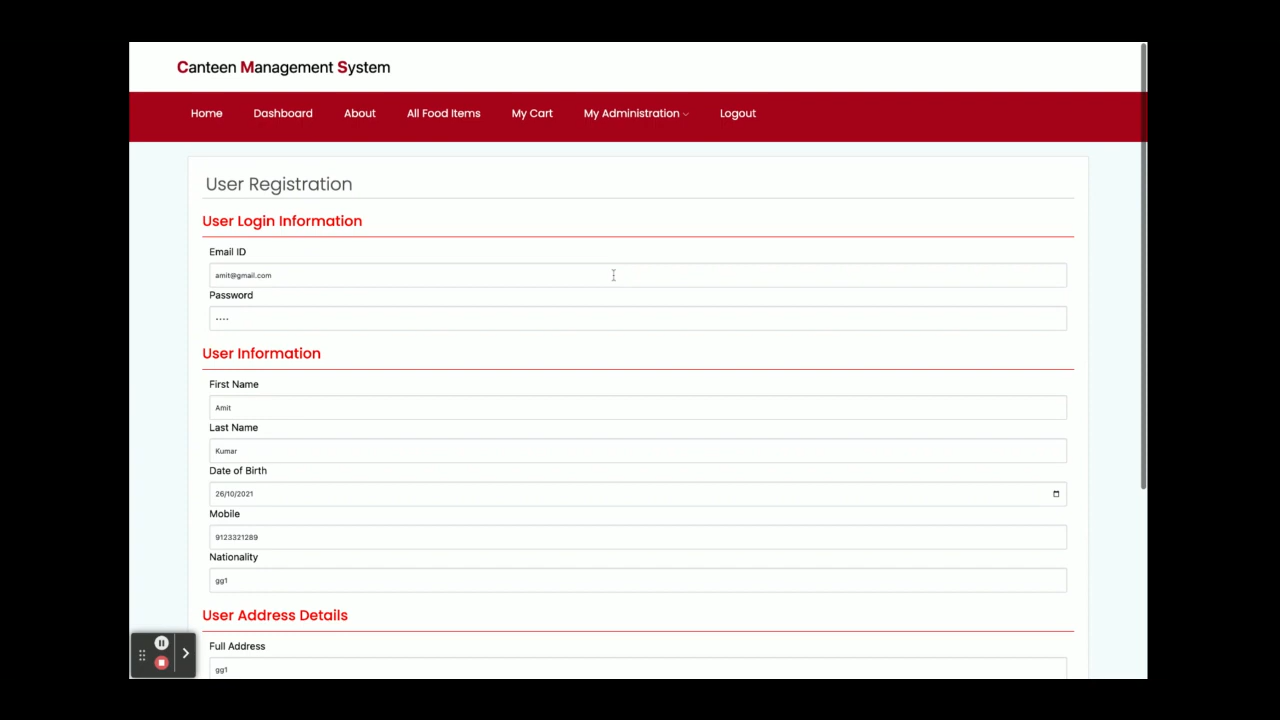 Canteen Management System
Home Dashboard About All Food Items My Cart My Administration Logout
User Registration
User Login Information
Email ID
amit@gmail.com
Password
····
User Information
First Name
Amit
Last Name
Kumar
Date of Birth
26/10/2021
Mobile
9123321289
Nationality
gg1
User Address Details
Full Address
gg1